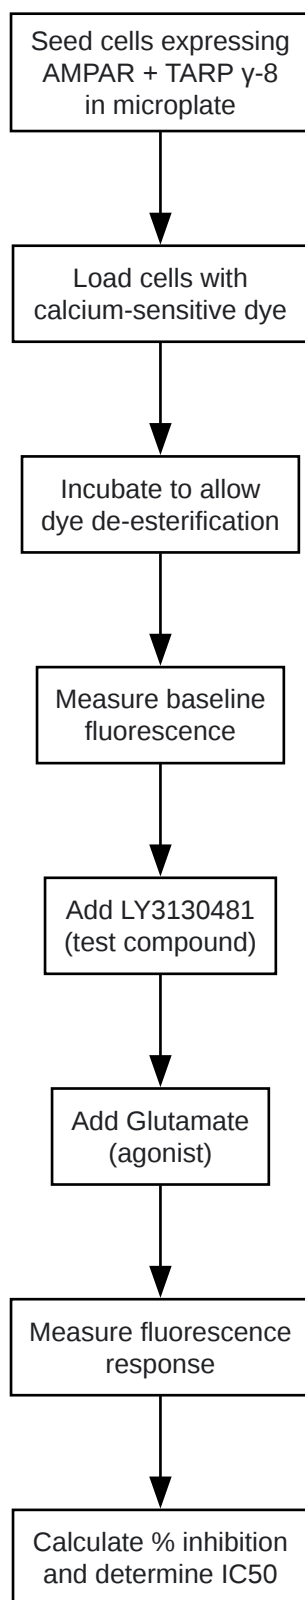 Seed cells expressing
AMPAR + TARP γ-8
in microplate
Load cells with
calcium-sensitive dye
Incubate to allow
dye de-esterification
Measure baseline
fluorescence
Add LY3130481
(test compound)
Add Glutamate
(agonist)
Measure fluorescence
response
Calculate % inhibition
and determine IC50